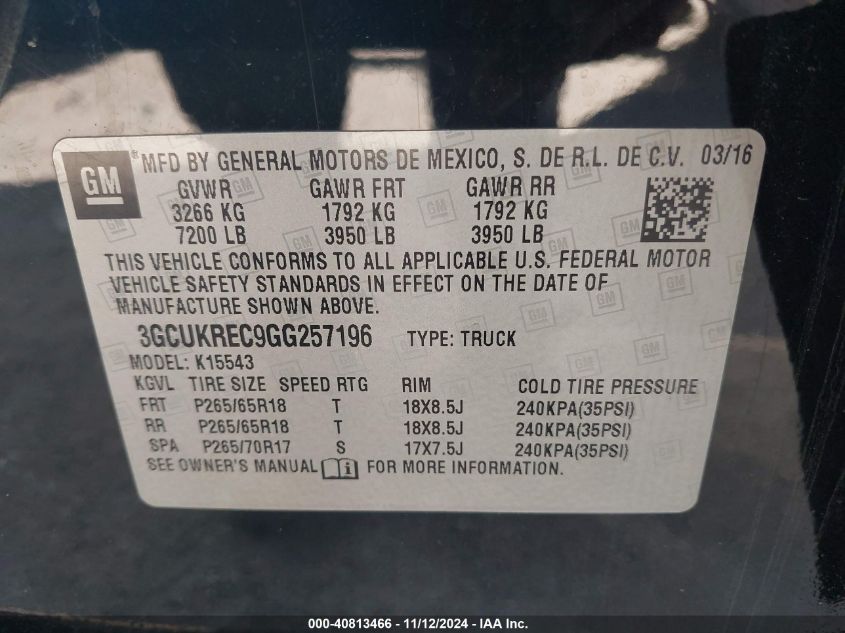 GM
® MFD BY GENERAL MOTORS DE MEXICO, S. DE R.L. DE C.V. 03/16
GVWR GAWR FRT GAWR RR
3266 KG 1792 KG 1792 KG
7200 LB 3950 LB 3950 LB
THIS VEHICLE CONFORMS TO ALL APPLICABLE U.S. FEDERAL MOTOR
VEHICLE SAFETY STANDARDS IN EFFECT ON THE DATE OF
MANUFACTURE SHOWN ABOVE.
3GCUKREC9GG257196 TYPE: TRUCK
MODEL: K15543
KGVL TIRE SIZE SPEED RTG RIM COLD TIRE PRESSURE
FRT P265/65R18 T 18X8.5J 240KPA(35PSI)
RR P265/65R18 T 18X8.5J 240KPA(35PSI)
SPA P265/70R17 S 17X7.5J 240KPA(35PSI)
SEE OWNER'S MANUAL i FOR MORE INFORMATION.
000-40813466 - 11/12/2024 - IAA Inc.